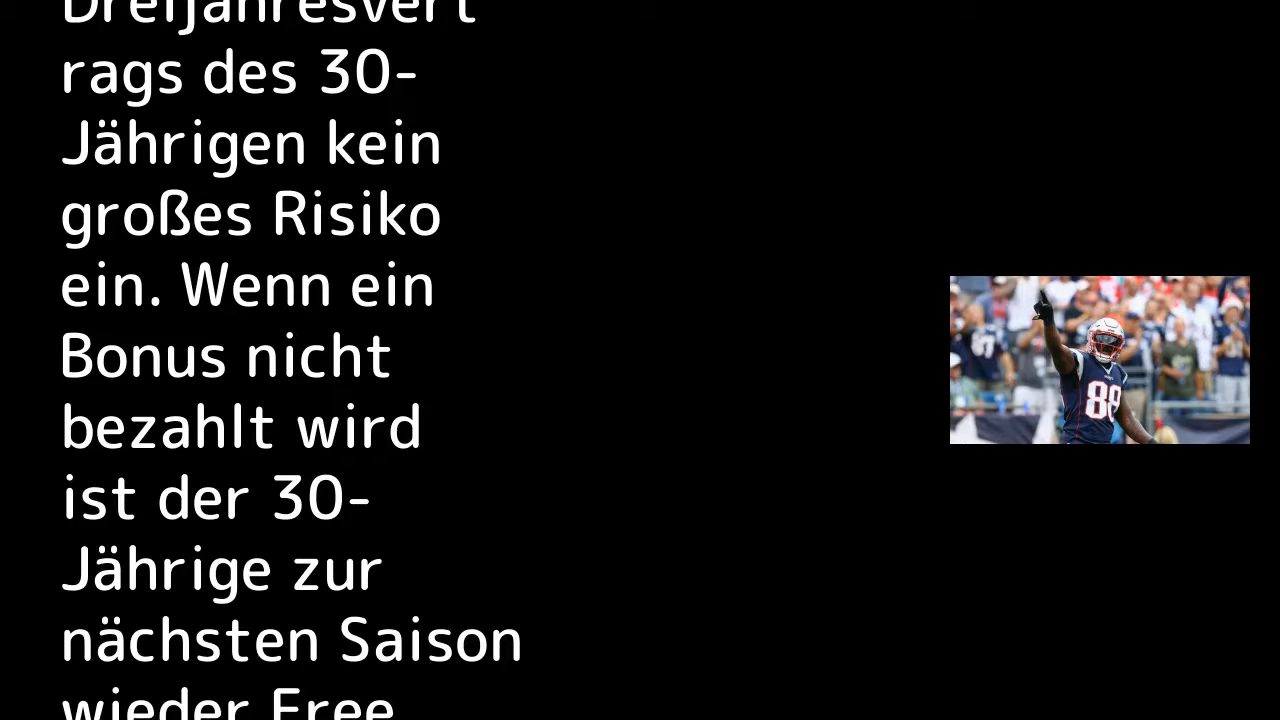 Dreijahresvert
rags des 30-
Jährigen kein
großes Risiko
ein. Wenn ein
Bonus nicht
bezahlt wird
ist der 30-
Jährige zur
nächsten Saison
wieder Free
88